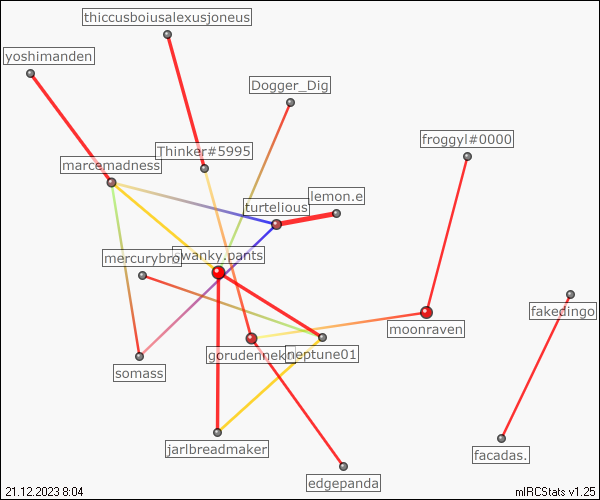 thiccusboiusalexusjoneus
yoshimanden
Dogger_Dig
froggyl#0000
Thinker#5995
marcemadness
lemon.e
turtelious
mercurybro
wanky.pants
fakedingo
moonraven
gorudennek
neptune01
somass
jarlbreadmaker
facadas.
edgepanda
21.12.2023 8:04
mIRCStats v1.25